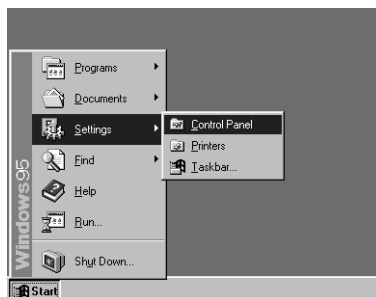 Programs
Documents
Settings
Control Panel
Printers
Taskbar...
Find
Help
Run...
Shut Down...
Windows95
Start